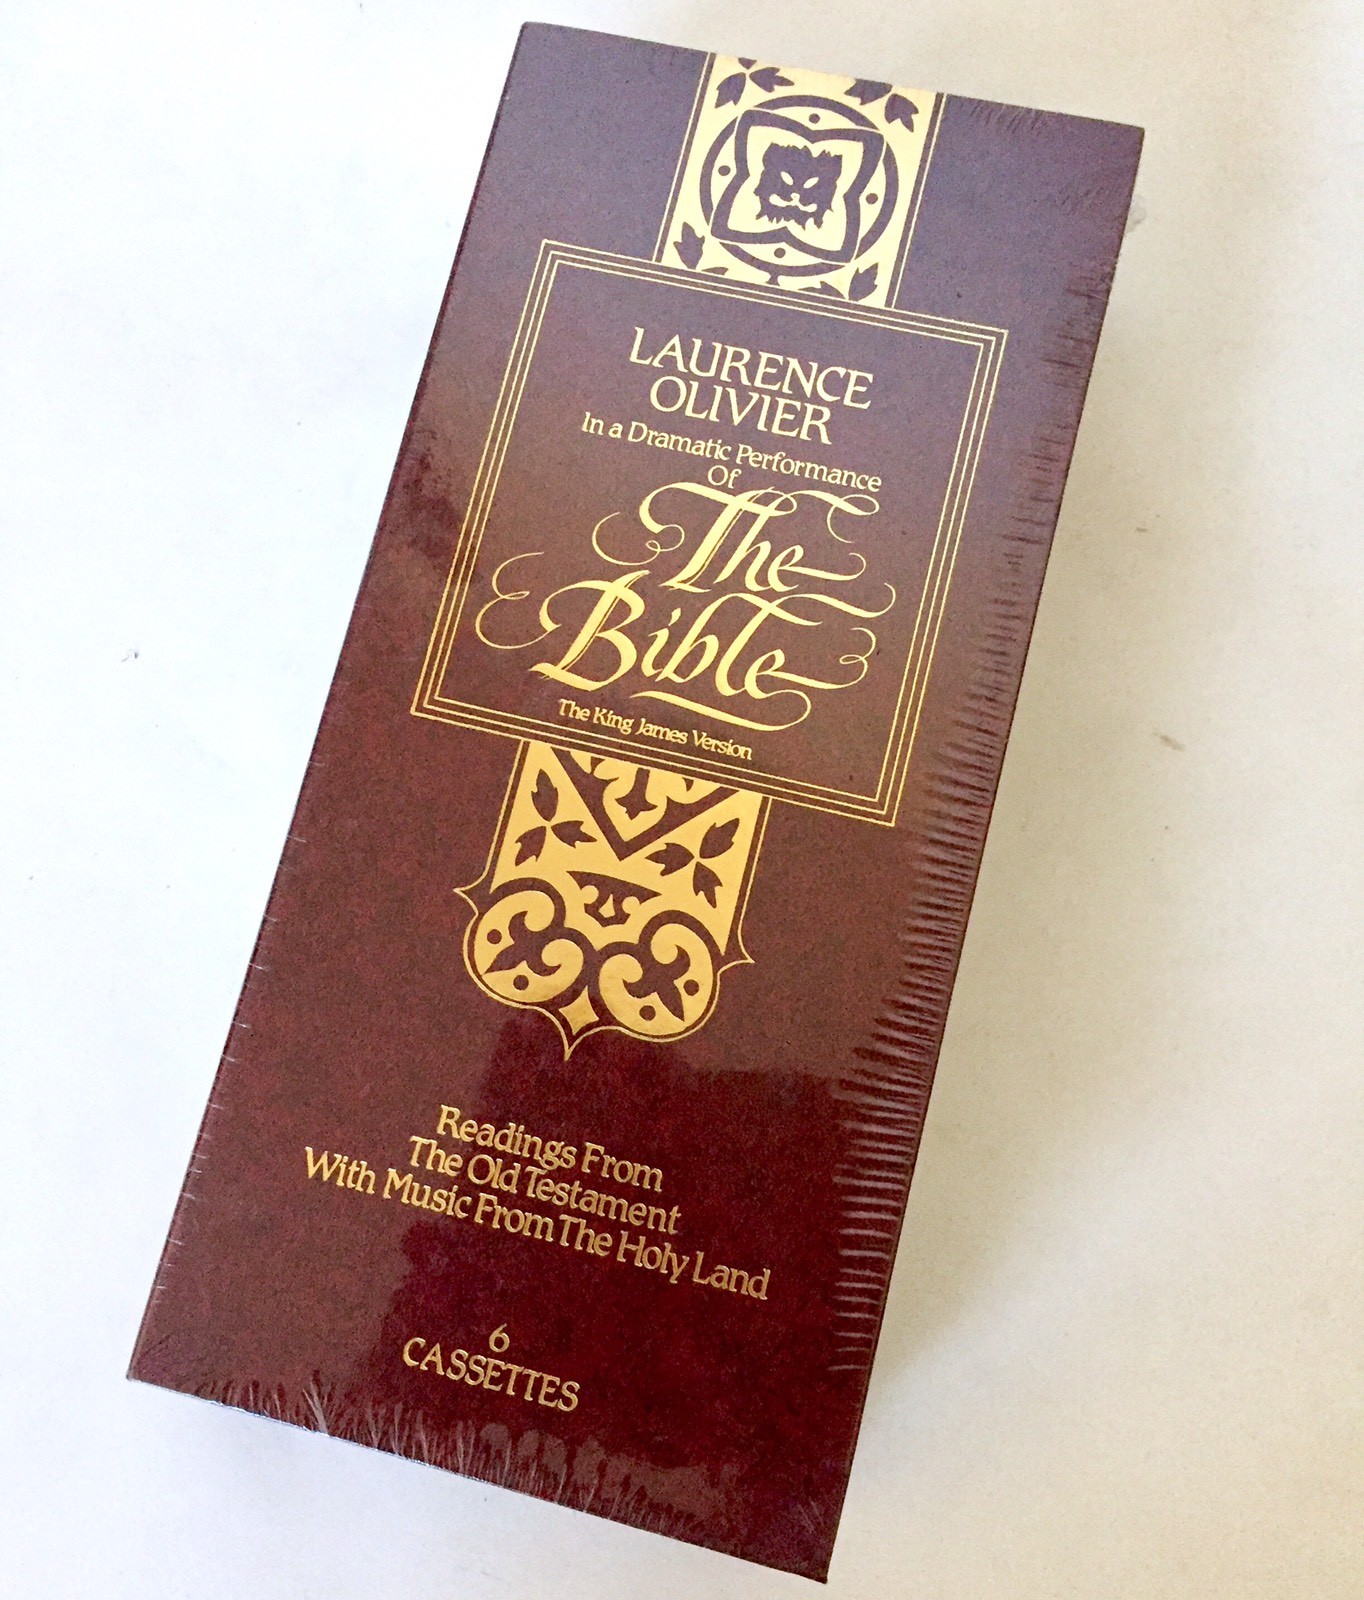 LAURENCE
OLIVIER
In a Dramatic Performance
Of
The
Bible
The King James Version
Readings From
The Old Testament
With Music From The Holy Land
6
CASSETTES